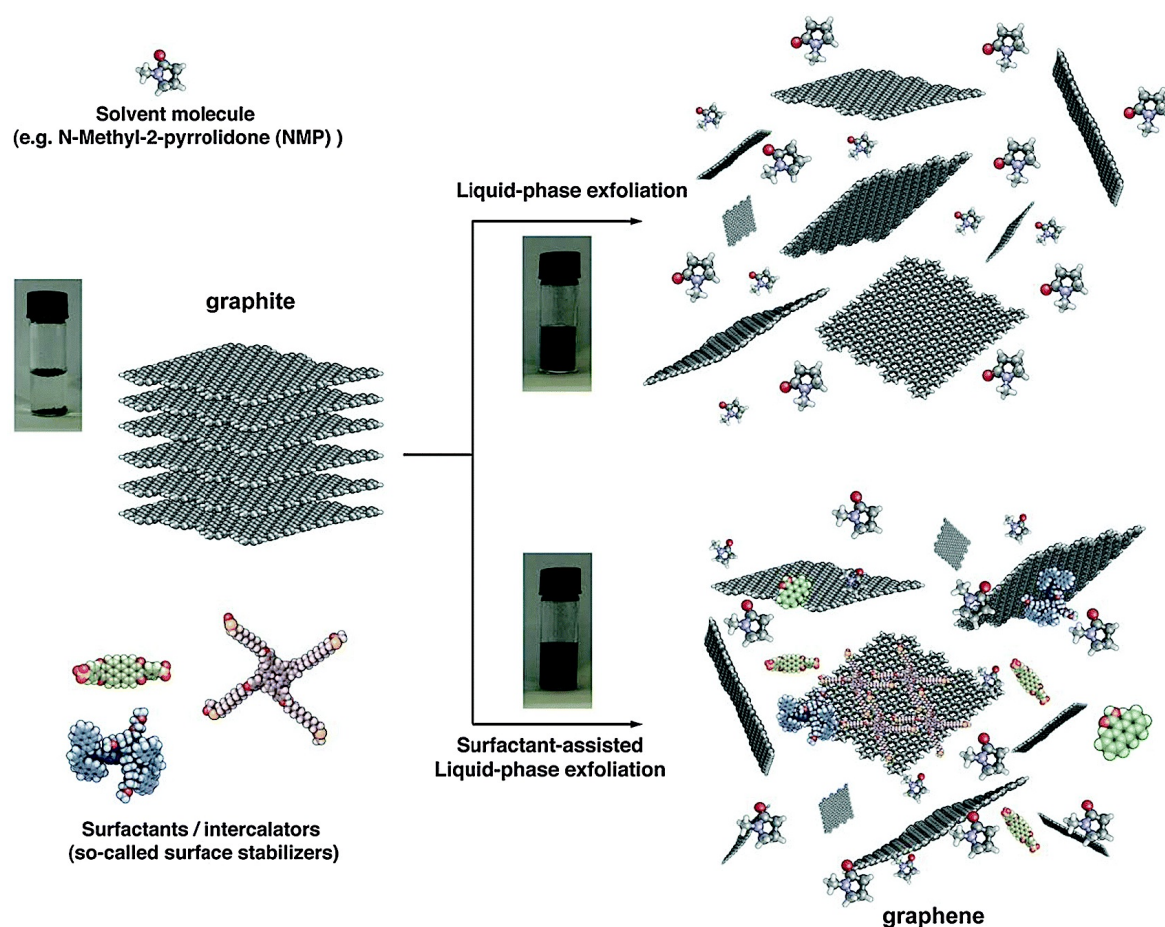 Solvent molecule
(e.g. N-Methyl-2-pyrrolidone (NMP) )
Liquid-phase exfoliation
graphite
Surfactant-assisted
Liquid-phase exfoliation
Surfactants / intercalators
(so-called surface stabilizers)
graphene